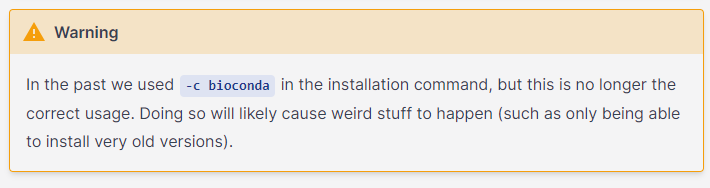 Warning
In the past we used -c bioconda in the installation command, but this is no longer the
correct usage. Doing so will likely cause weird stuff to happen (such as only being able
to install very old versions).